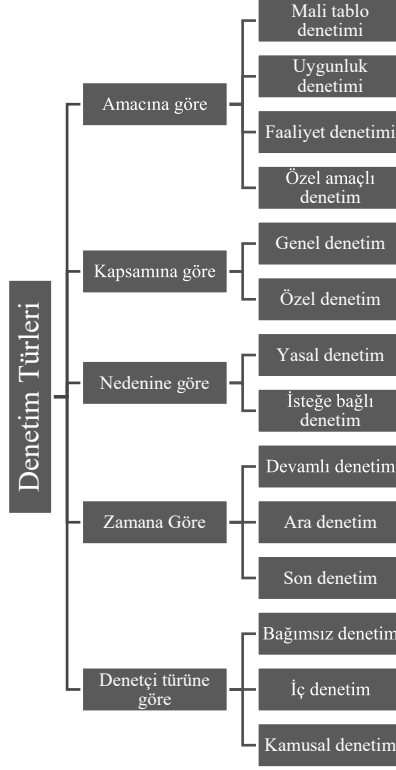 Denetim Türleri
Amacına göre
Mali tablo
denetimi
Uygunluk
denetimi
Faaliyet denetimi
Özel amaçlı
denetim
Kapsamına göre
Genel denetim
Özel denetim
Nedenine göre
Yasal denetim
İsteğe bağlı
denetim
Zamana Göre
Devamlı denetim
Ara denetim
Son denetim
Denetçi türüne
göre
Bağımsız denetim
İç denetim
Kamusal denetim